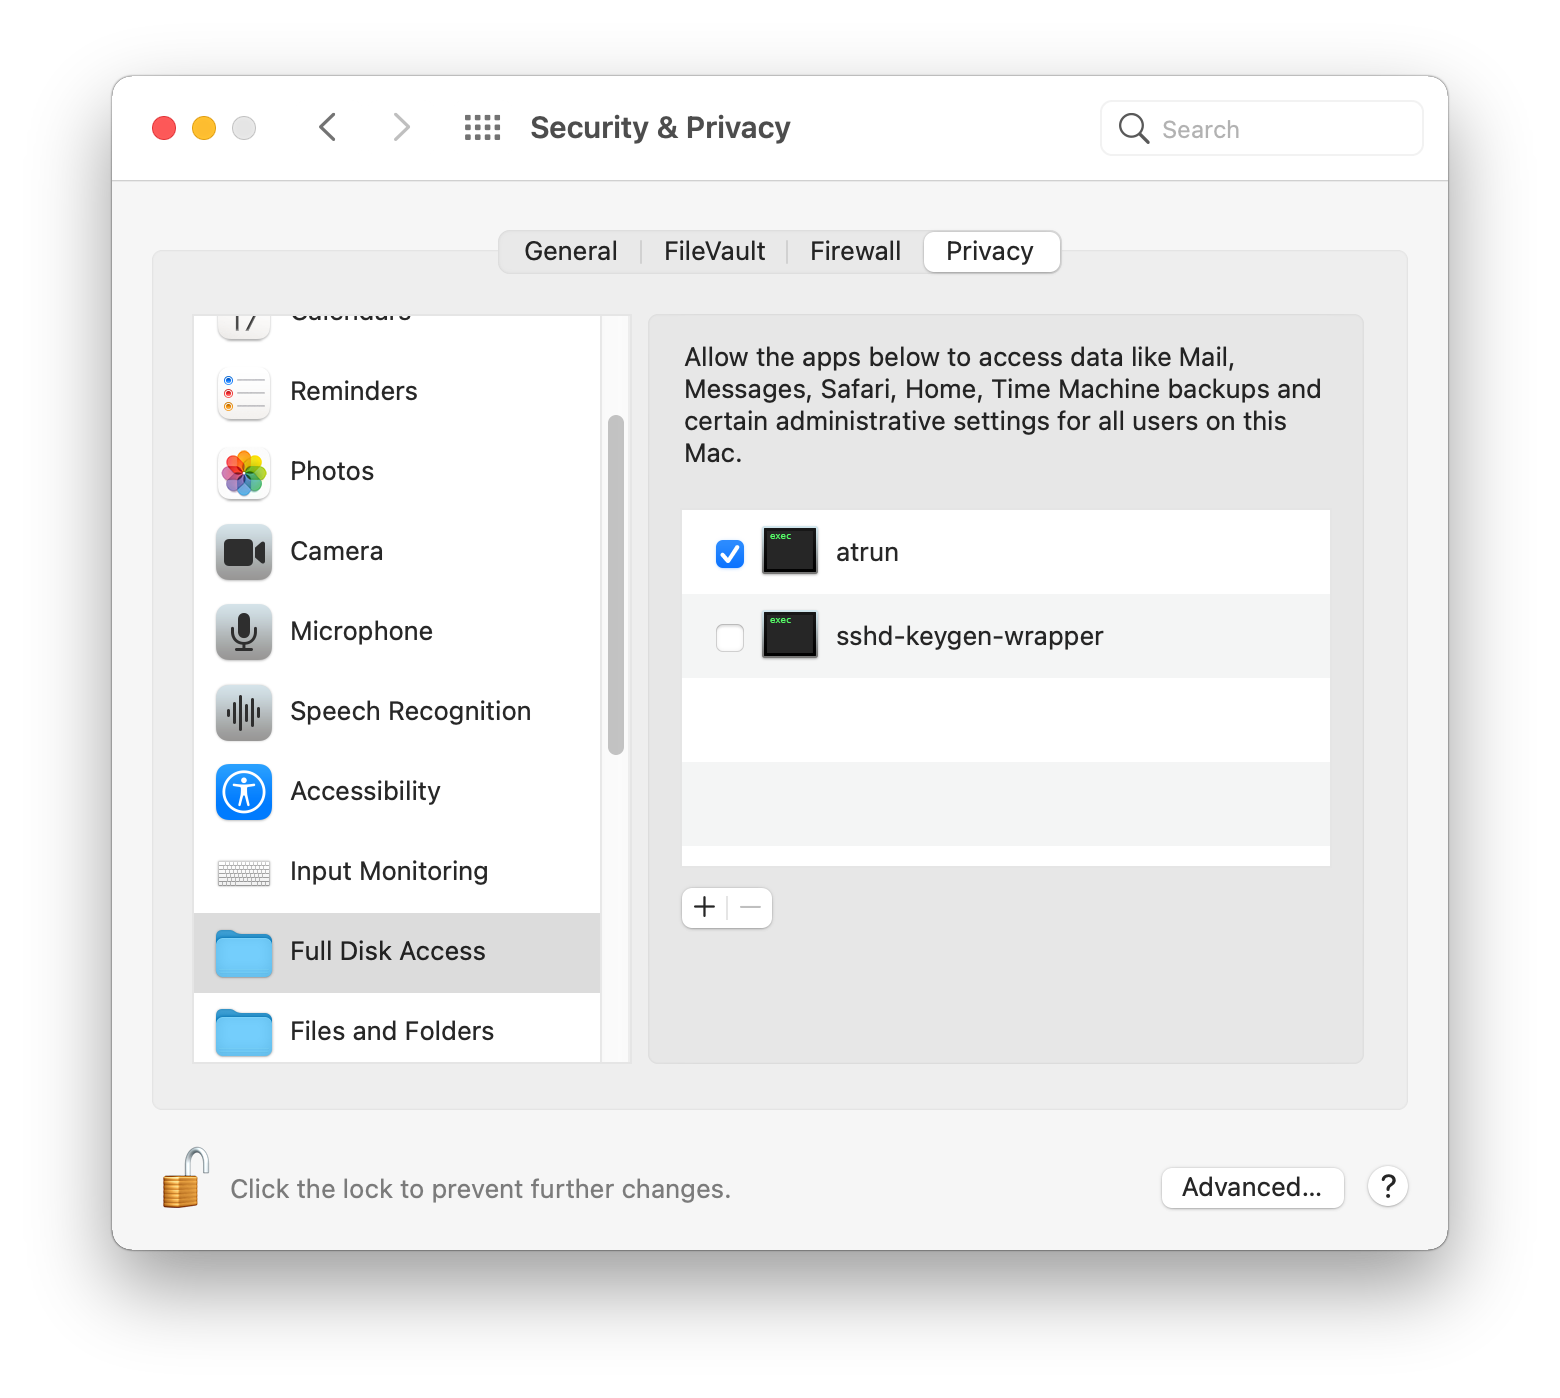 Security & Privacy
Search
General
FileVault
Firewall
Privacy
17
Calendars
Reminders
Photos
Camera
Microphone
Speech Recognition
Accessibility
Input Monitoring
Full Disk Access
Files and Folders
Allow the apps below to access data like Mail,
Messages, Safari, Home, Time Machine backups and
certain administrative settings for all users on this
Mac.
exec
atrun
exec
sshd-keygen-wrapper
Click the lock to prevent further changes.
Advanced...
?